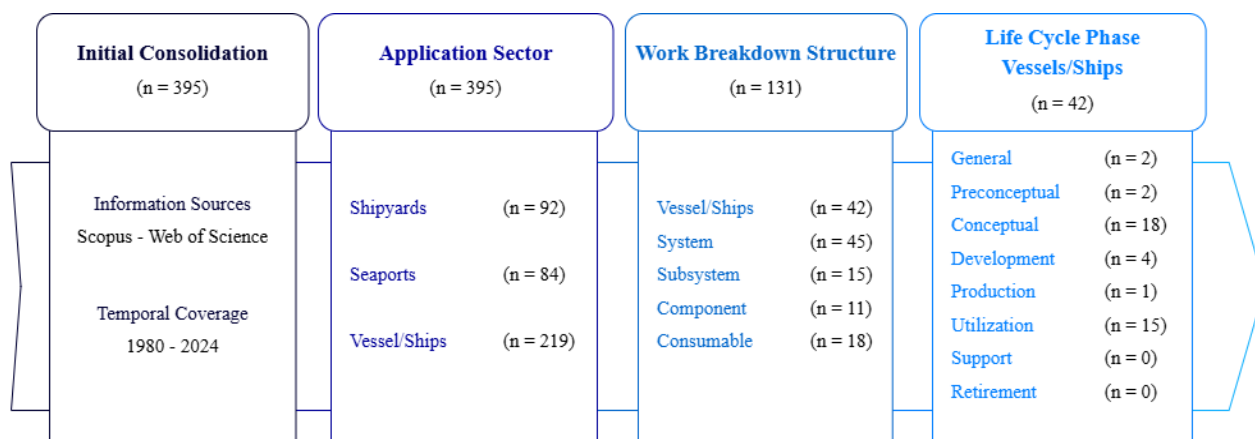 Initial Consolidation
(n = 395)
Information Sources
Scopus - Web of Science
Temporal Coverage
1980 - 2024
Application Sector
(n = 395)
Shipyards (n = 92)
Seaports (n = 84)
Vessel/Ships (n = 219)
Work Breakdown Structure
(n = 131)
Vessel/Ships (n = 42)
System (n = 45)
Subsystem (n = 15)
Component (n = 11)
Consumable (n = 18)
Life Cycle Phase
Vessels/Ships
(n = 42)
General (n = 2)
Preconceptual (n = 2)
Conceptual (n = 18)
Development (n = 4)
Production (n = 1)
Utilization (n = 15)
Support (n = 0)
Retirement (n = 0)